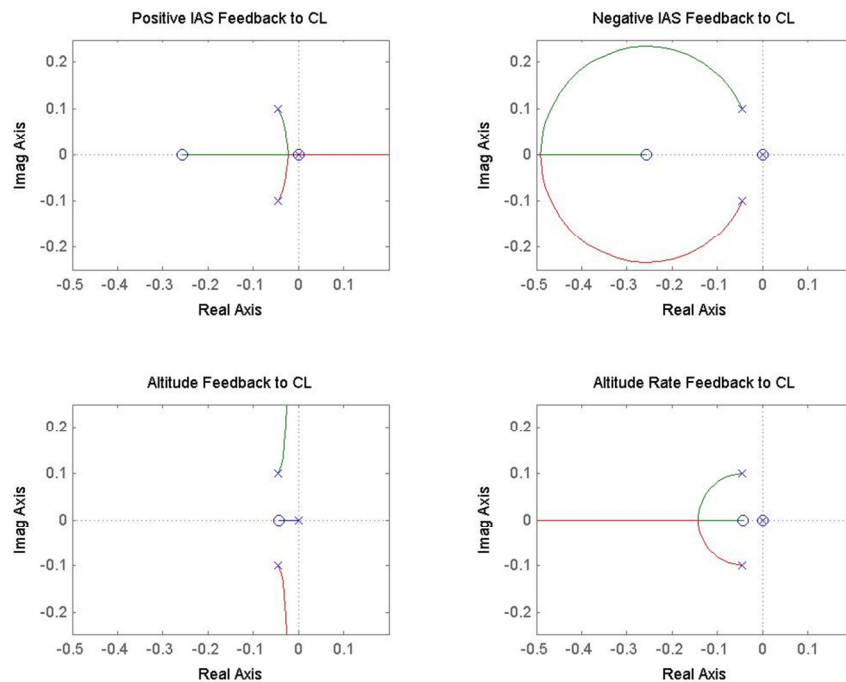 Positive IAS Feedback to CL
Imag Axis
0.2
0.1
0
-0.1
-0.2
-0.5 -0.4 -0.3 -0.2 -0.1 0 0.1
Real Axis
Negative IAS Feedback to CL
Imag Axis
0.2
0.1
0
-0.1
-0.2
-0.5 -0.4 -0.3 -0.2 -0.1 0 0.1
Real Axis
Altitude Feedback to CL
Imag Axis
0.2
0.1
0
-0.1
-0.2
-0.5 -0.4 -0.3 -0.2 -0.1 0 0.1
Real Axis
Altitude Rate Feedback to CL
Imag Axis
0.2
0.1
0
-0.1
-0.2
-0.5 -0.4 -0.3 -0.2 -0.1 0 0.1
Real Axis